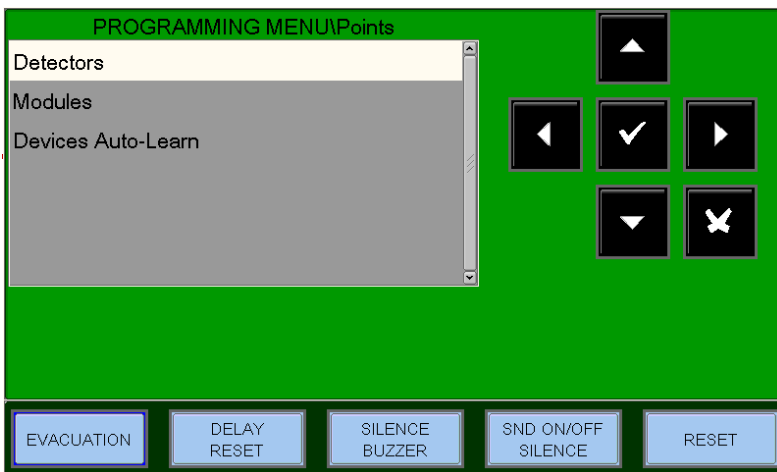 PROGRAMMING MENU\Points
Detectors
Modules
Devices Auto-Learn
EVACUATION
DELAY
RESET
SILENCE
BUZZER
SND ON/OFF
SILENCE
RESET